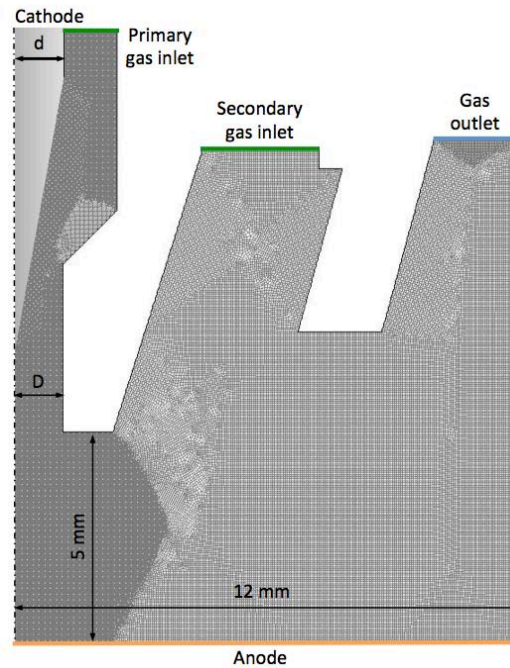 Cathode
d
Primary
gas inlet
Secondary
gas inlet
Gas
outlet
D
5 mm
12 mm
Anode